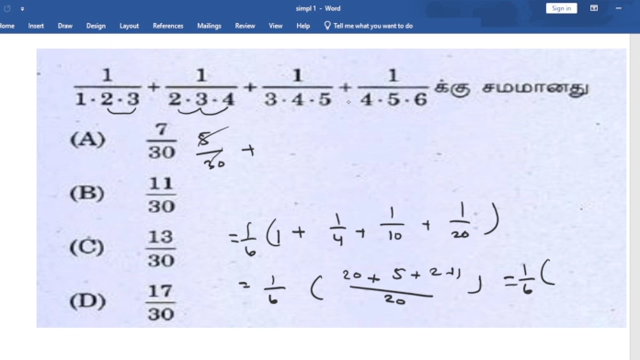 simpl 1 - Word
Sign in
Home Insert Draw Design Layout References Mailings Review View Help Tell me what you want to do
1/(1·2·3) + 1/(2·3·4) + 1/(3·4·5) + 1/(4·5·6) க்கு சமமானது
(A) 7/30 5/30 +
(B) 11/30
= 1/6 (1 + 1/4 + 1/10 + 1/20)
(C) 13/30
= 1/6 ( (20 + 5 + 2 + 1)/20 ) = 1/6 (
(D) 17/30